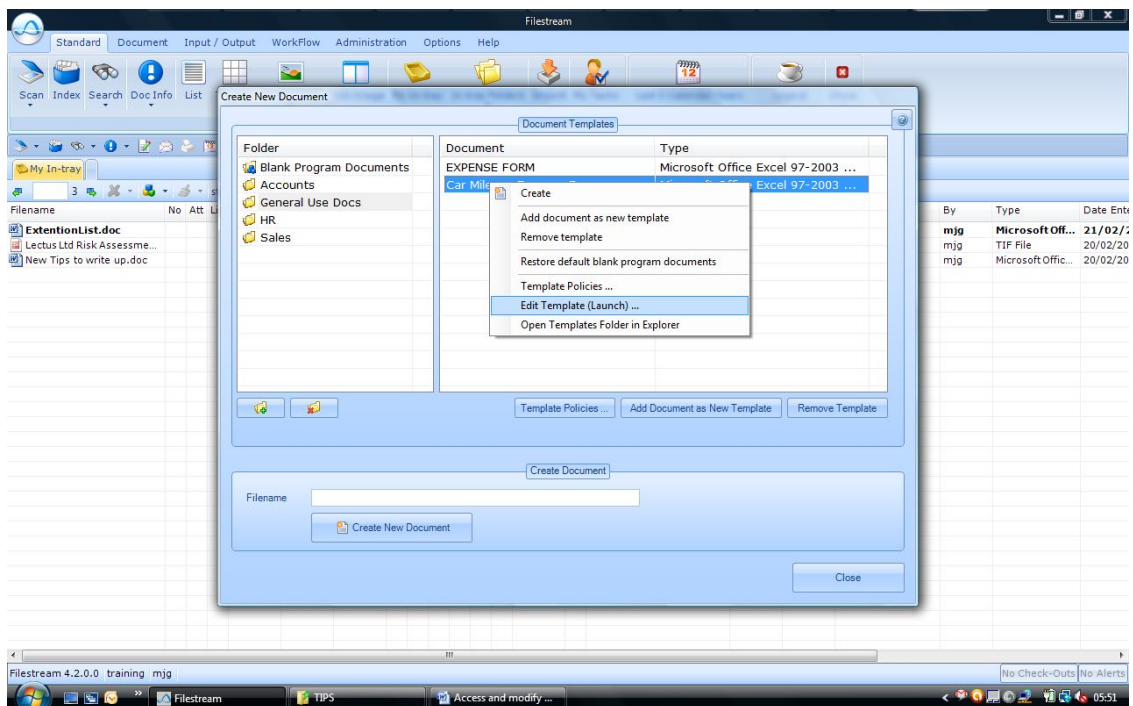 Filestream
Standard Document Input / Output WorkFlow Administration Options Help
12
Scan Index Search Doc Info List
Create New Document
Document Templates
Folder
Blank Program Documents
Accounts
General Use Docs
HR
Sales
Document Type
EXPENSE FORM Microsoft Office Excel 97-2003 ...
Car Excel 97-2003 ...
Create
Add document as new template
Remove template
Restore default blank program documents
Template Policies ...
Edit Template (Launch) ...
Open Templates Folder in Explorer
Template Policies ... Add Document as New Template Remove Template
Create Document
Filename
Create New Document
Close
My In-tray
3
Filename No Att By Type Date Ente
ExtentionList.doc mjg Microsoft Off... 21/02/2
Lectus Ltd Risk Assessme... mjg TIF File 20/02/20
New Tips to write up.doc mjg Microsoft Offic... 20/02/20
Filestream 4.2.0.0 training mjg No Check-Outs No Alerts
Filestream TIPS Access and modify ... 05:51